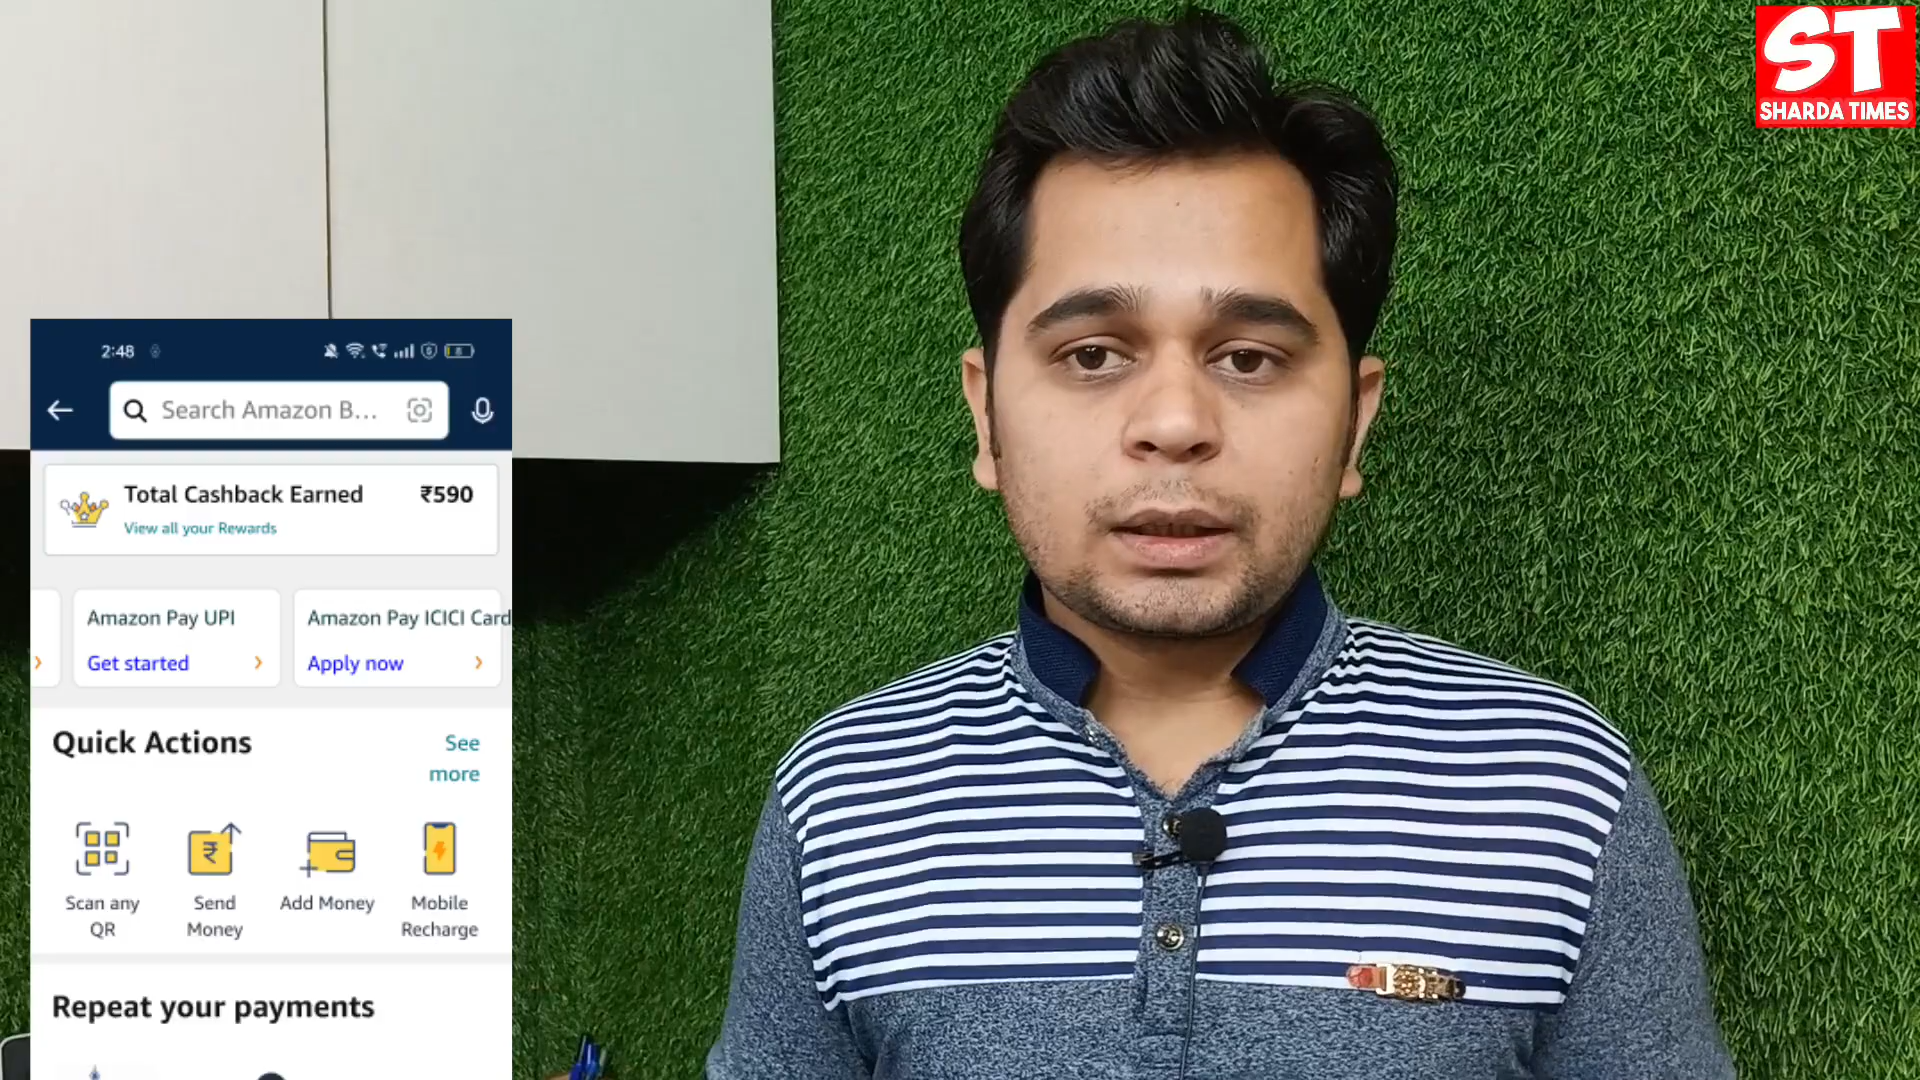 ST
SHARDA TIMES
2:48
Search Amazon B...
Total Cashback Earned ₹590
View all your Rewards
Amazon Pay UPI
Get started
Amazon Pay ICICI Card
Apply now
Quick Actions
See
more
Scan any
QR
Send
Money
Add Money
Mobile
Recharge
Repeat your payments